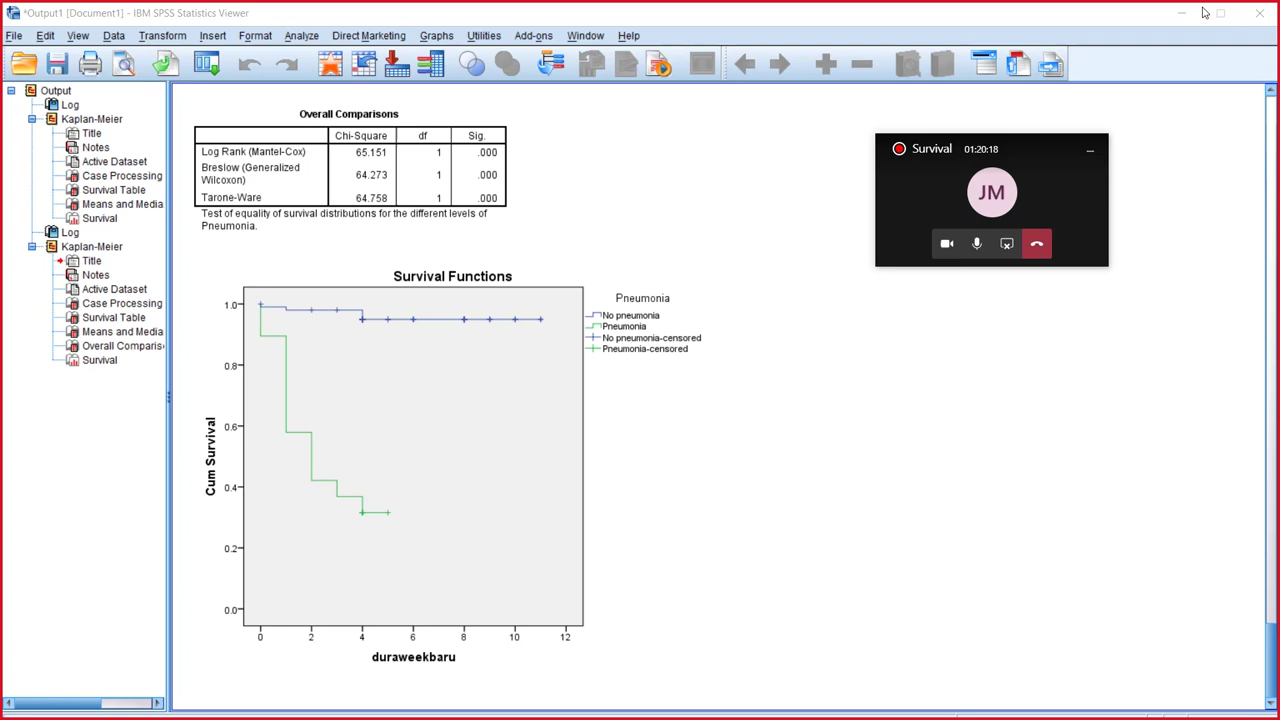 *Output1 [Document1] - IBM SPSS Statistics Viewer
File Edit View Data Transform Insert Format Analyze Direct Marketing Graphs Utilities Add-ons Window Help
Output
Log
Kaplan-Meier
Title
Notes
Active Dataset
Case Processing
Survival Table
Means and Media
Survival
Log
Kaplan-Meier
Title
Notes
Active Dataset
Case Processing
Survival Table
Means and Media
Overall Comparis
Survival
Overall Comparisons
Chi-Square df Sig.
Log Rank (Mantel-Cox) 65.151 1 .000
Breslow (Generalized
Wilcoxon) 64.273 1 .000
Tarone-Ware 64.758 1 .000
Test of equality of survival distributions for the different levels of
Pneumonia.
Survival 01:20:18
JM
Survival Functions
Cum Survival
1.0
0.8
0.6
0.4
0.2
0.0
0 2 4 6 8 10 12
duraweekbaru
Pneumonia
No pneumonia
Pneumonia
No pneumonia-censored
Pneumonia-censored